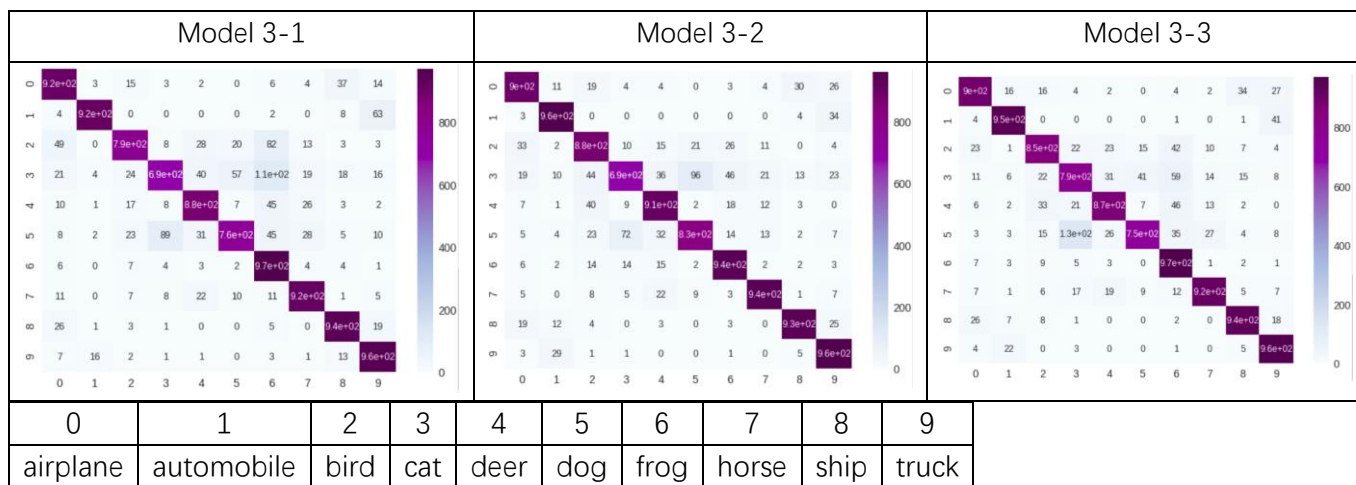 Model 3-1 Model 3-2 Model 3-3
0 9.2e+02 3 15 3 2 0 6 4 37 14
1 4 9.2e+02 0 0 0 0 2 0 8 63
2 49 0 7.9e+02 8 28 20 82 13 3 3
3 21 4 24 6.9e+02 40 57 1.1e+02 19 18 16
4 10 1 17 8 8.8e+02 7 45 26 3 2
5 8 2 23 89 31 7.6e+02 45 28 5 10
6 6 0 7 4 3 2 9.7e+02 4 4 1
7 11 0 7 8 22 10 11 9.2e+02 1 5
8 26 1 3 1 0 0 5 0 9.4e+02 19
9 7 16 2 1 1 0 3 1 13 9.6e+02
0 1 2 3 4 5 6 7 8 9
800
600
400
200
0
0 9e+02 11 19 4 4 0 3 4 30 26
1 3 9.6e+02 0 0 0 0 1 0 4 34
2 33 2 8.8e+02 10 15 21 26 11 0 4
3 19 10 44 6.9e+02 36 96 46 21 13 23
4 7 1 40 9 9.1e+02 2 18 12 3 0
5 5 4 23 72 32 8.3e+02 14 13 2 7
6 6 2 14 14 15 2 9.4e+02 2 2 3
7 5 0 8 5 22 9 3 9.4e+02 1 7
8 19 12 4 0 3 0 3 0 9.3e+02 25
9 3 29 1 1 0 0 1 0 5 9.6e+02
0 1 2 3 4 5 6 7 8 9
800
600
400
200
0
0 9e+02 16 16 4 2 0 4 2 34 27
1 4 9.5e+02 0 0 0 0 1 0 1 41
2 23 1 8.5e+02 22 23 15 42 10 7 4
3 11 6 22 7.9e+02 31 41 59 14 15 8
4 6 2 33 21 8.7e+02 7 46 13 2 0
5 3 3 15 1.3e+02 26 7.5e+02 35 27 4 8
6 7 3 9 5 3 0 9.7e+02 1 2 1
7 7 1 6 17 19 9 12 9.2e+02 5 7
8 26 7 8 1 0 0 2 0 9.4e+02 18
9 4 22 0 3 0 0 1 0 5 9.6e+02
0 1 2 3 4 5 6 7 8 9
800
600
400
200
0
0 1 2 3 4 5 6 7 8 9
airplane automobile bird cat deer dog frog horse ship truck